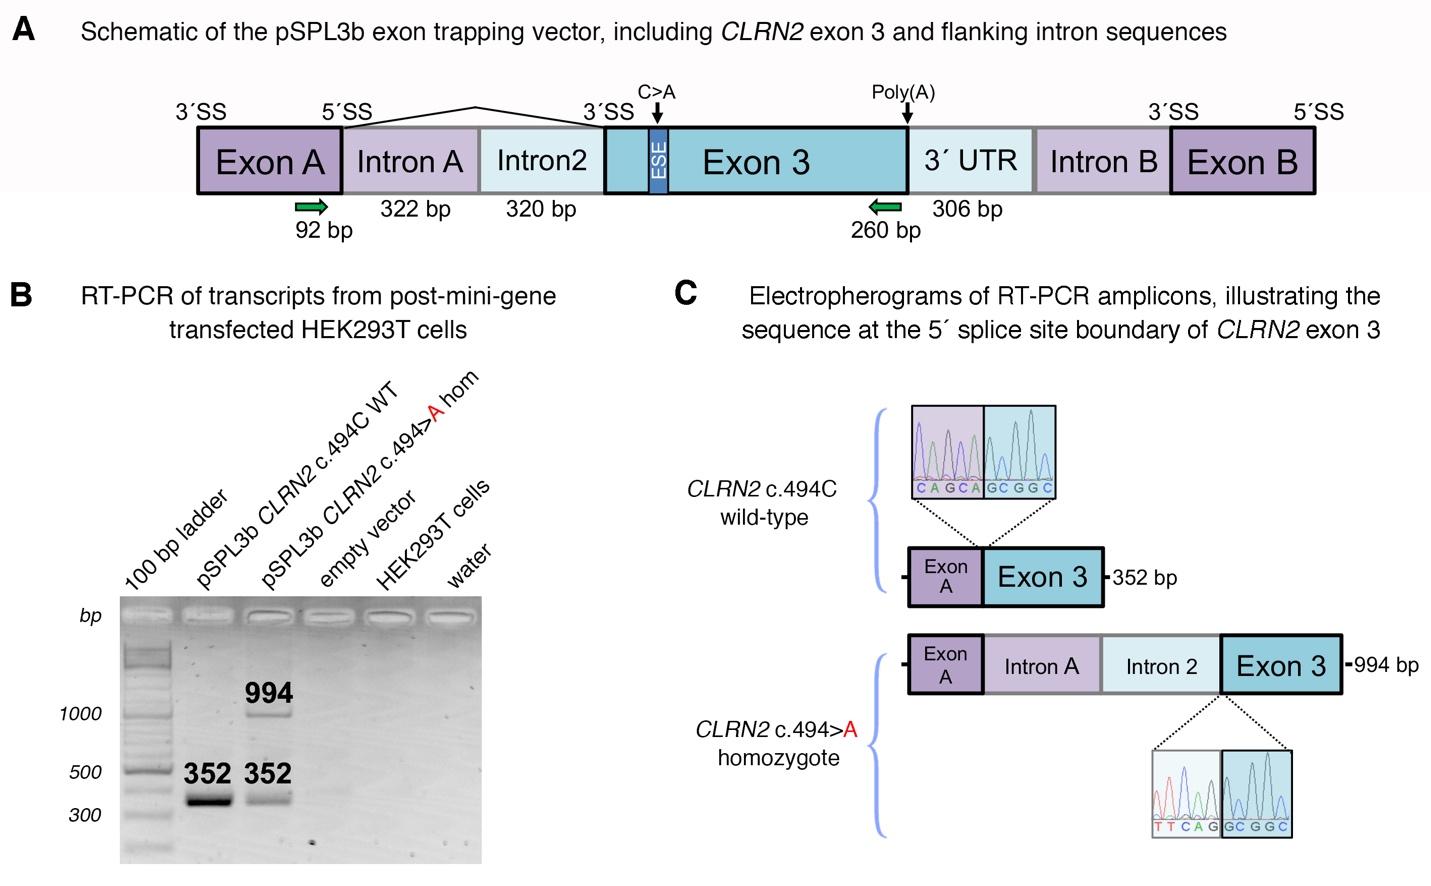 A
Schematic of the pSPL3b exon trapping vector, including CLRN2 exon 3 and flanking intron sequences
C>A
Poly(A)
3´SS
5´SS
3´SS
3´SS
5´SS
Exon A
Intron A
Intron2
ESE
Exon 3
3´ UTR
Intron B
Exon B
322 bp
320 bp
306 bp
92 bp
260 bp
B
RT-PCR of transcripts from post-mini-gene
transfected HEK293T cells
100 bp ladder
pSPL3b CLRN2 c.494C WT
pSPL3b CLRN2 c.494>A hom
empty vector
HEK293T cells
water
bp
1000
500
300
994
352
352
C
Electropherograms of RT-PCR amplicons, illustrating the
sequence at the 5´ splice site boundary of CLRN2 exon 3
CLRN2 c.494C
wild-type
CAGCAGCGGC
Exon
A
Exon 3
352 bp
Exon
A
Intron A
Intron 2
Exon 3
994 bp
CLRN2 c.494>A
homozygote
TTCAGGCGGC